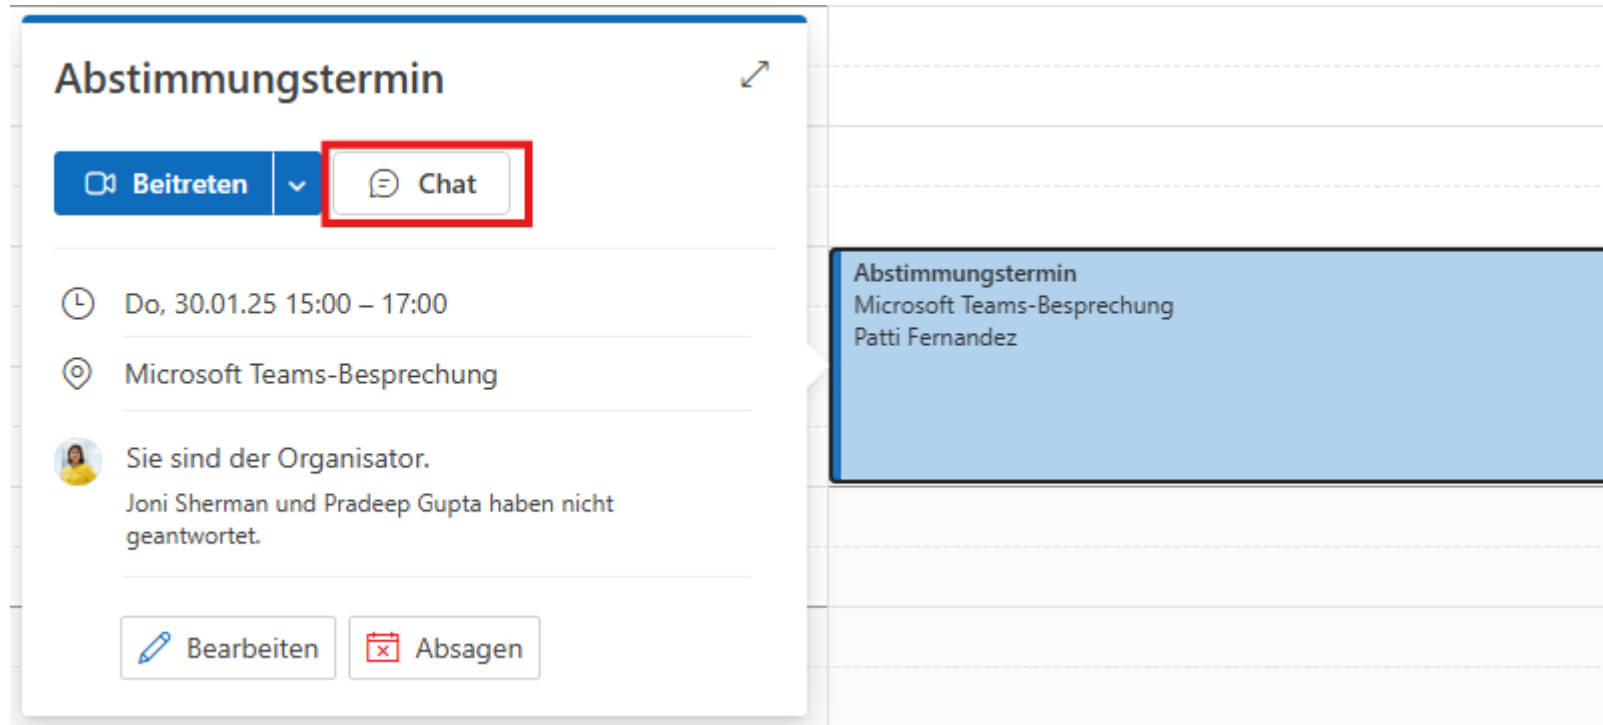 Abstimmungstermin
Beitreten
Chat
Do, 30.01.25 15:00 – 17:00
Microsoft Teams-Besprechung
Sie sind der Organisator.
Joni Sherman und Pradeep Gupta haben nicht
geantwortet.
Bearbeiten
Absagen
Abstimmungstermin
Microsoft Teams-Besprechung
Patti Fernandez